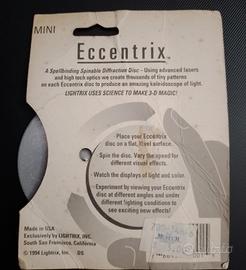 MINI
Eccentrix™
A Spellbinding Spinable Diffraction Disc - Using advanced lasers
and high tech optics we create thousands of tiny patterns
on each Eccentrix disc to produce an amazing kaleidoscope of light.
LIGHTRIX USES SCIENCE TO MAKE 3-D MAGIC!
Place your Eccentrix
disc on a flat, level surface.
Spin the disc. Vary the speed for
different visual effects.
Watch the displays of light and color.
Experiment by viewing your Eccentrix
disc at different angles and under
different lighting conditions to see
exciting new effects!
Made in USA
Exclusively by LIGHTRIX, INC.
South San Francisco, California
© 1994 Lightrix, Inc.